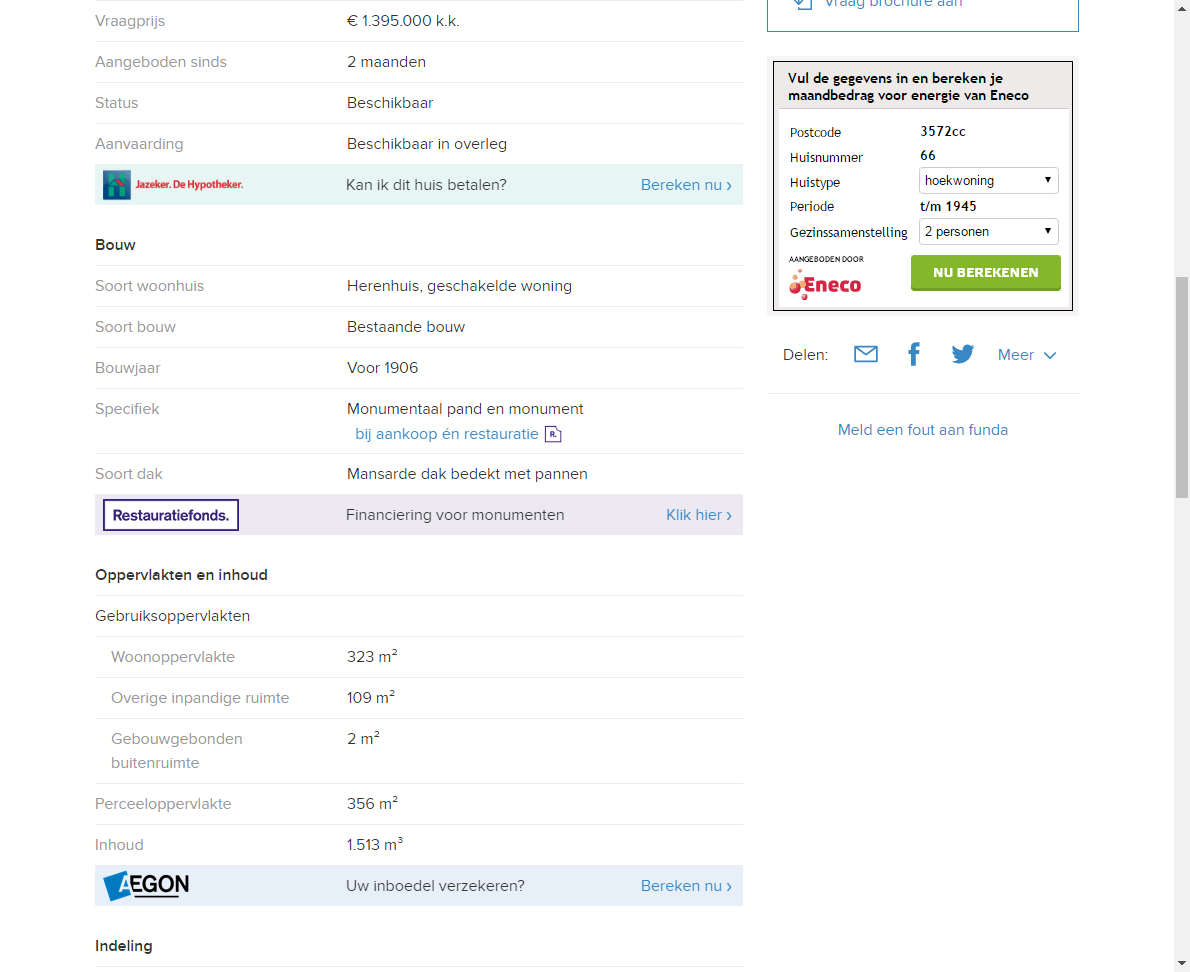 Vraagprijs € 1.395.000 k.k.
Aangeboden sinds 2 maanden
Status Beschikbaar
Aanvaarding Beschikbaar in overleg
Jazeker. De Hypotheker. Kan ik dit huis betalen? Bereken nu ›
Bouw
Soort woonhuis Herenhuis, geschakelde woning
Soort bouw Bestaande bouw
Bouwjaar Voor 1906
Specifiek Monumentaal pand en monument
bij aankoop én restauratie R.
Soort dak Mansarde dak bedekt met pannen
Restauratiefonds. Financiering voor monumenten Klik hier ›
Oppervlakten en inhoud
Gebruiksoppervlakten
Woonoppervlakte 323 m²
Overige inpandige ruimte 109 m²
Gebouwgebonden 2 m²
buitenruimte
Perceeloppervlakte 356 m²
Inhoud 1.513 m³
AEGON Uw inboedel verzekeren? Bereken nu ›
Indeling
Vraag brochure aan
Vul de gegevens in en bereken je
maandbedrag voor energie van Eneco
Postcode 3572cc
Huisnummer 66
Huistype hoekwoning
Periode t/m 1945
Gezinssamenstelling 2 personen
AANGEBODEN DOOR
Eneco NU BEREKENEN
Delen: Meer
Meld een fout aan funda